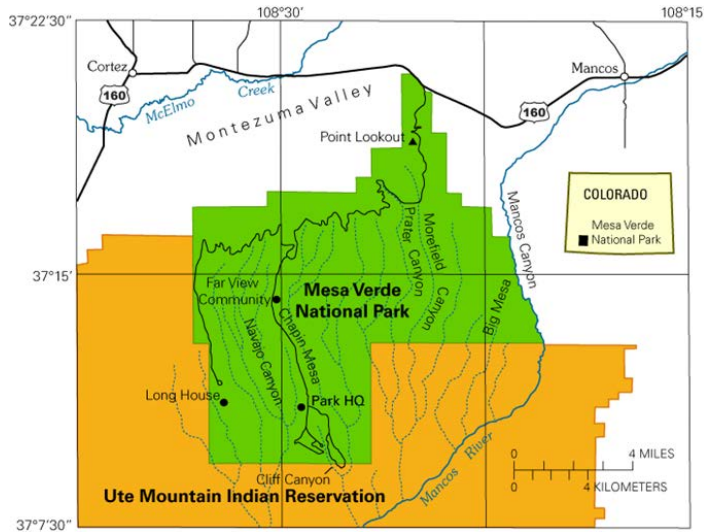 108°30'
108°15
37°22'30"
Cortez
Mancos
160
McElmo
Creek
160
Montezuma Valley
Point Lookout
COLORADO
Mesa Verde
National Park
Mancos Canyon
Prater Canyon
Morefield
Canyon
37°15'
Far View
Community
Mesa Verde
National Park
Big Mesa
Chapin Mesa
Navajo Canyon
Long House
Park HQ
Mancos River
0 4 MILES
0 4 KILOMETERS
Cliff Canyon
Ute Mountain Indian Reservation
37°7'30"